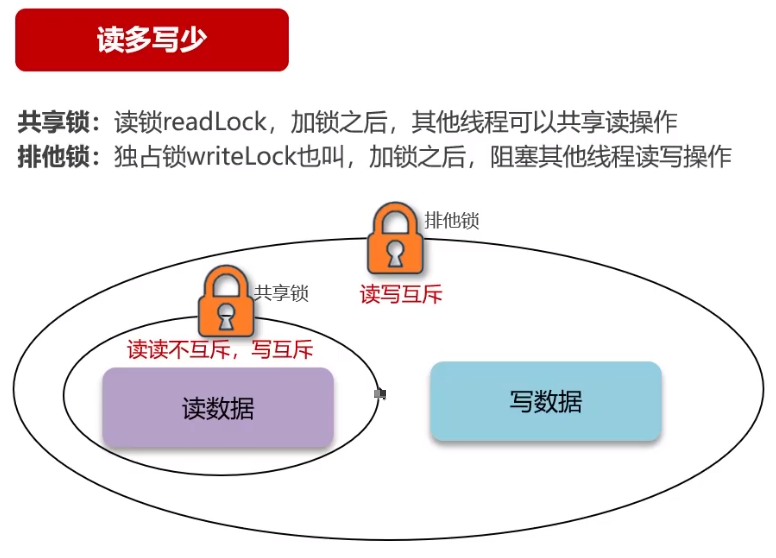 读多写少
共享锁：读锁readLock，加锁之后，其他线程可以共享读操作
排他锁：独占锁writeLock也叫，加锁之后，阻塞其他线程读写操作
排他锁
读写互斥
共享锁
读读不互斥，写互斥
读数据
写数据